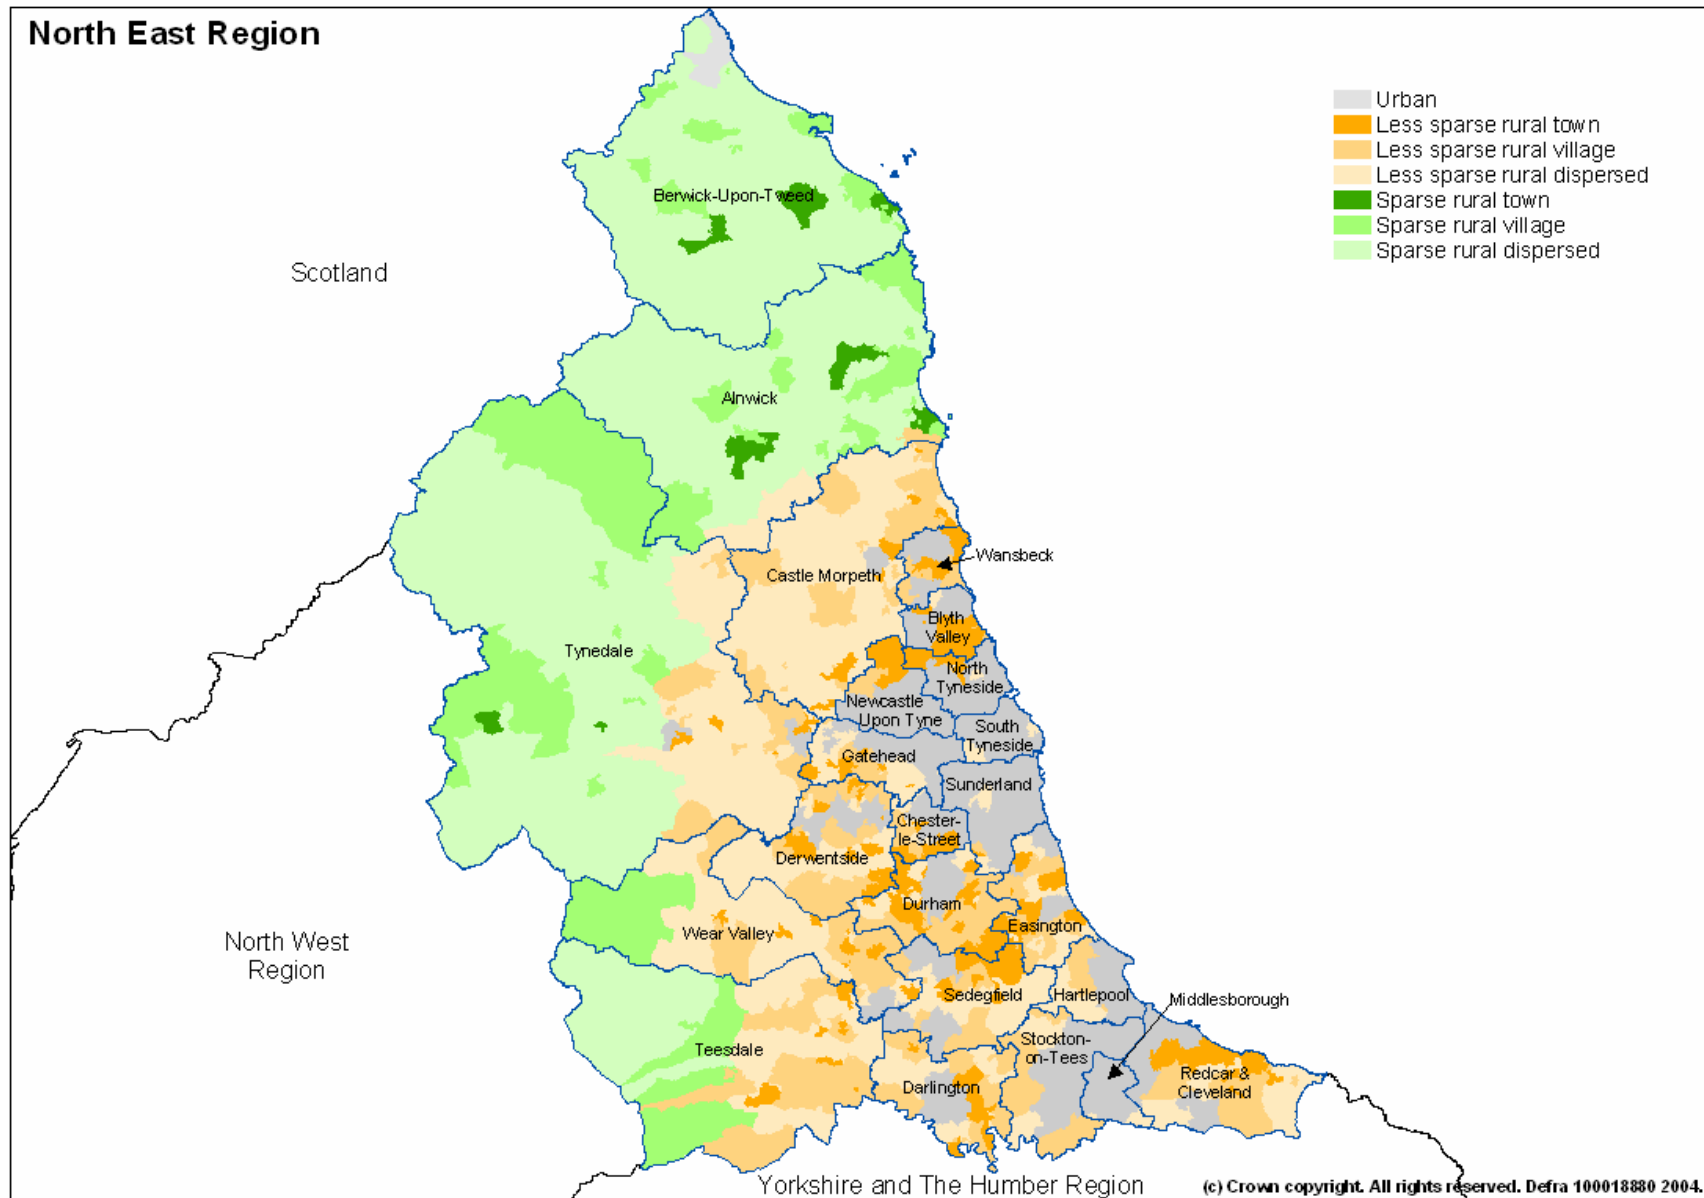 North East Region
Urban
Less sparse rural town
Less sparse rural village
Less sparse rural dispersed
Sparse rural town
Sparse rural village
Sparse rural dispersed
Berwick-Upon-Tweed
Scotland
Alnwick
Wansbeck
Castle Morpeth
Blyth
Valley
Tynedale
North
Tyneside
Newcastle
Upon Tyne
South
Tyneside
Gatehead
Sunderland
Chester-
le-Street
Derwentside
Durham
Easington
Wear Valley
North West
Region
Sedegfield
Hartlepool
Middlesborough
Stockton-
on-Tees
Teesdale
Redcar &
Cleveland
Darlington
Yorkshire and The Humber Region
(c) Crown copyright. All rights reserved. Defra 100018880 2004.